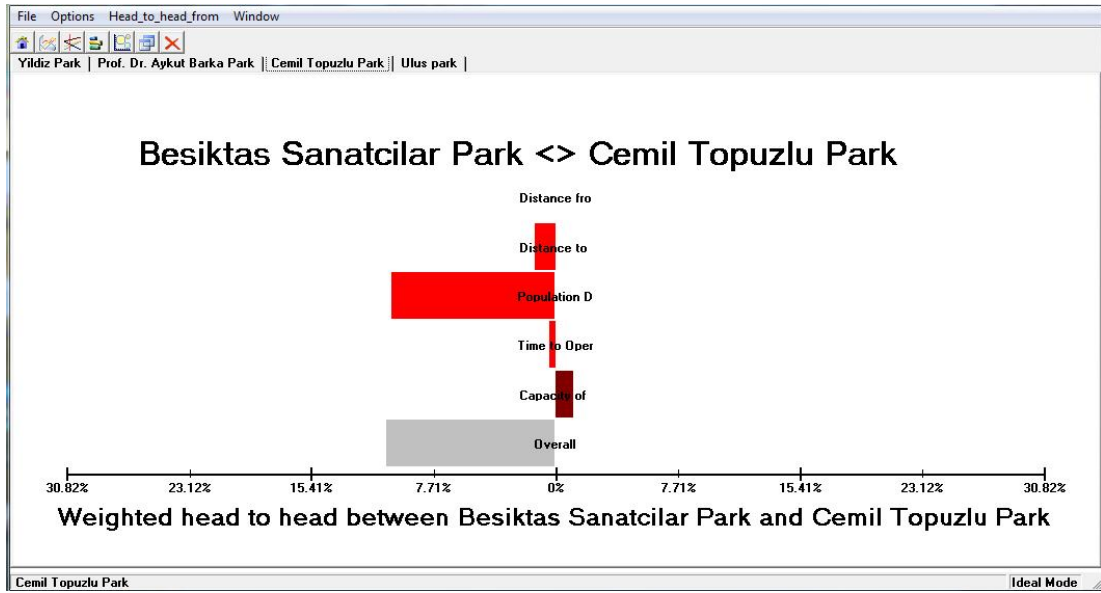 File Options Head_to_head_from Window
Yildiz Park | Prof. Dr. Aykut Barka Park | Cemil Topuzlu Park | Ulus park |
Besiktas Sanatcilar Park <> Cemil Topuzlu Park
Distance fro
Distance to
Population D
Time to Oper
Capacity of
Overall
30.82% 23.12% 15.41% 7.71% 0% 7.71% 15.41% 23.12% 30.82%
Weighted head to head between Besiktas Sanatcilar Park and Cemil Topuzlu Park
Cemil Topuzlu Park Ideal Mode